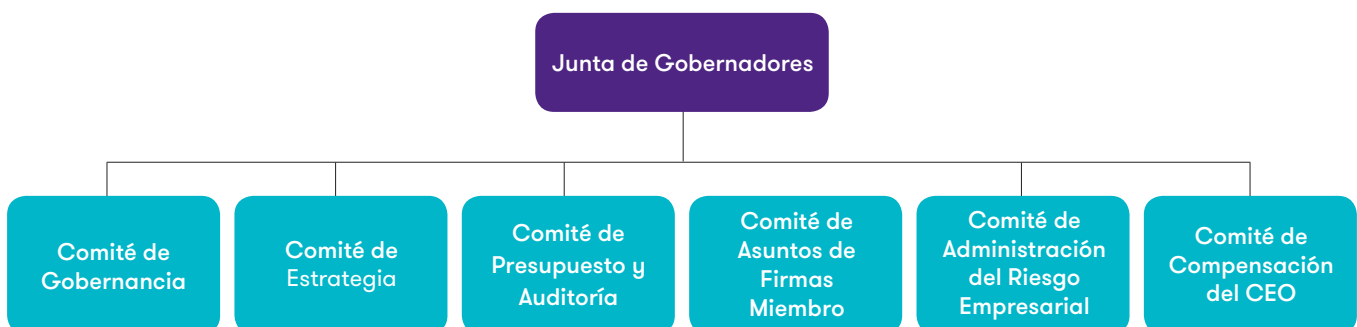 Junta de Gobernadores
Comité de
Gobernancia
Comité de
Estrategia
Comité de
Presupuesto y
Auditoría
Comité de
Asuntos de
Firmas
Miembro
Comité de
Administración
del Riesgo
Empresarial
Comité de
Compensación
del CEO